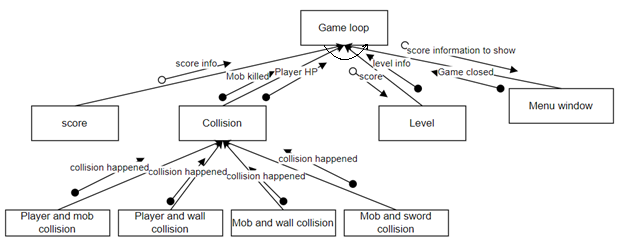 Game loop
score info
Mob killed
Player HP
level info
score
score information to show
Game closed
score
Collision
Level
Menu window
collision happened
collision happened
collision happened
collision happened
Player and mob
collision
Player and wall
collision
Mob and wall collision
Mob and sword
collision